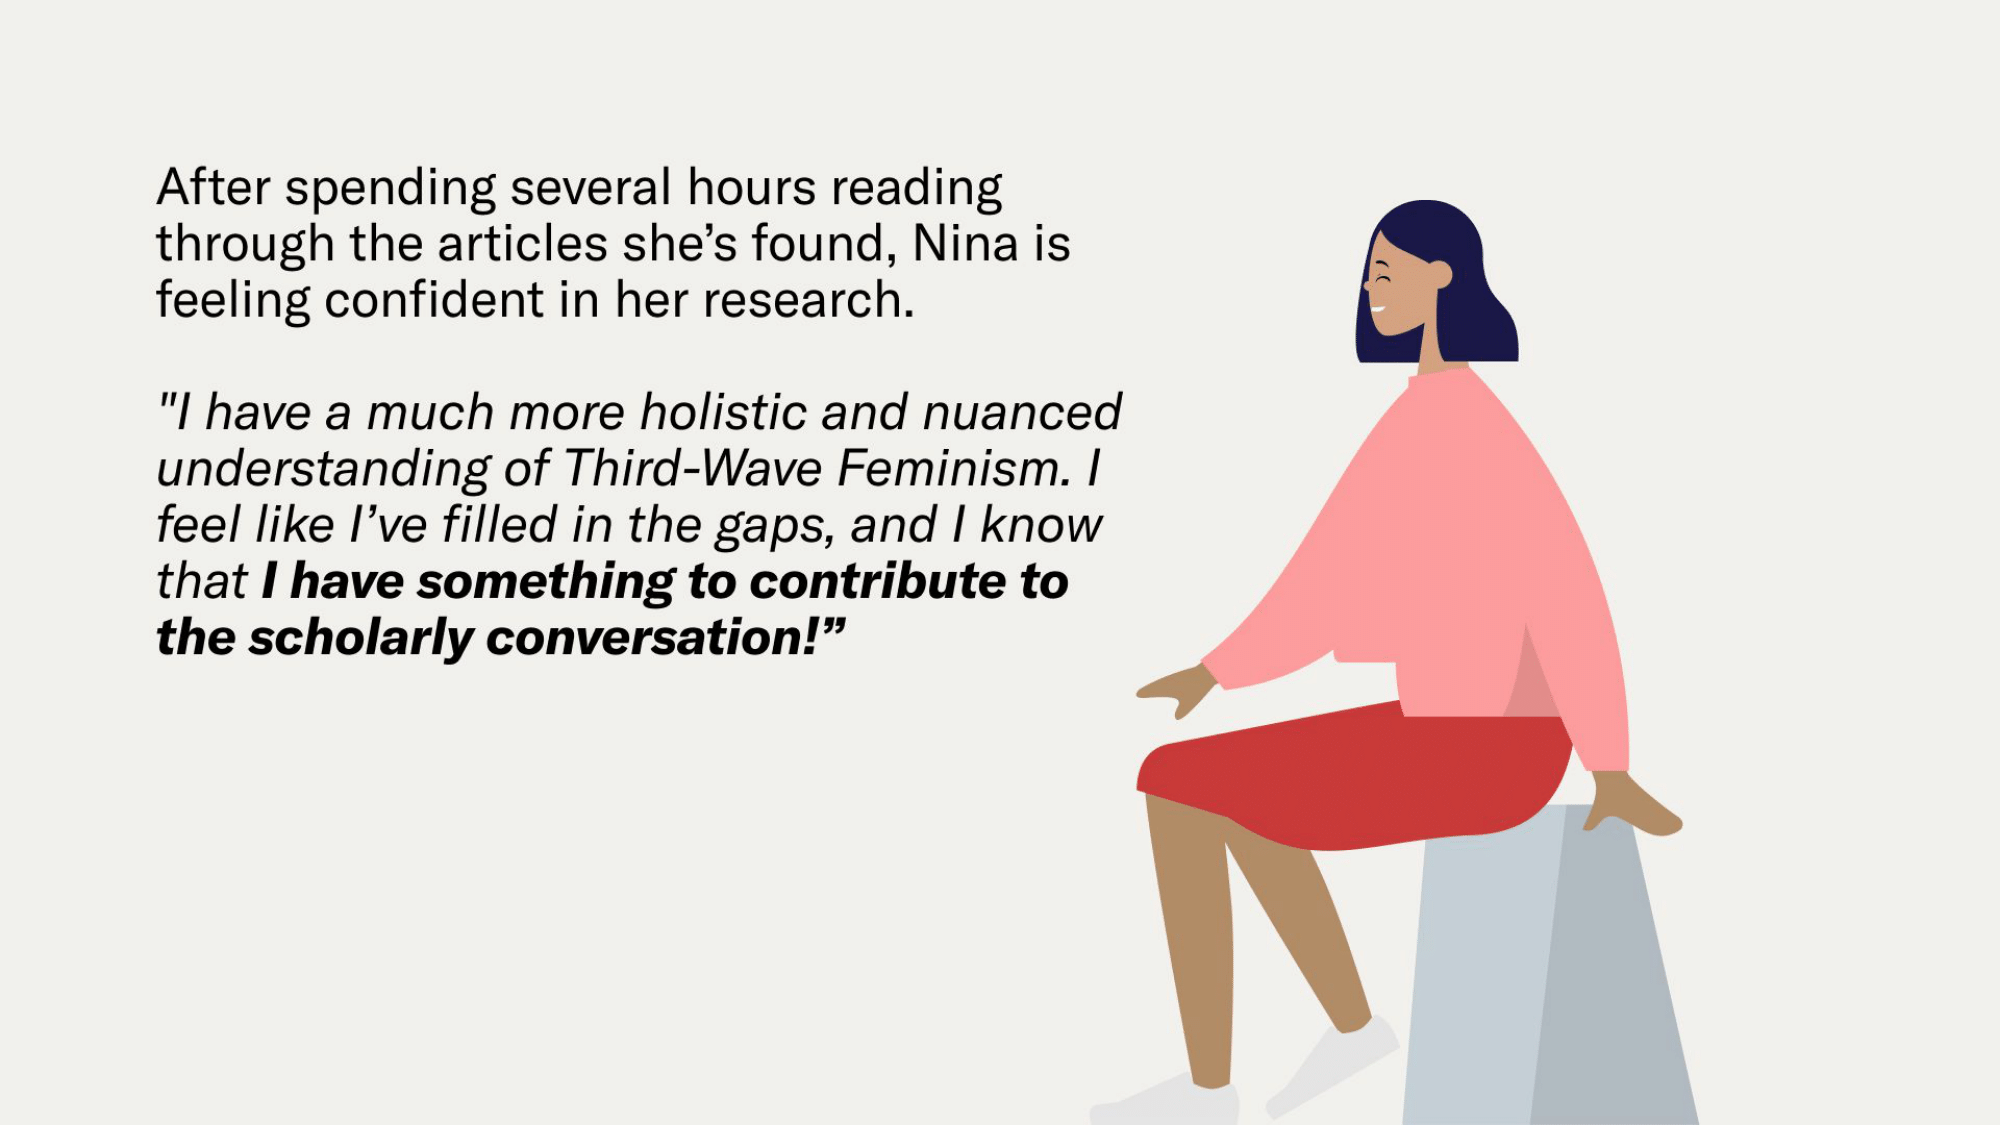 After spending several hours reading
through the articles she’s found, Nina is
feeling confident in her research.
"I have a much more holistic and nuanced
understanding of Third-Wave Feminism. I
feel like I’ve filled in the gaps, and I know
that I have something to contribute to
the scholarly conversation!”